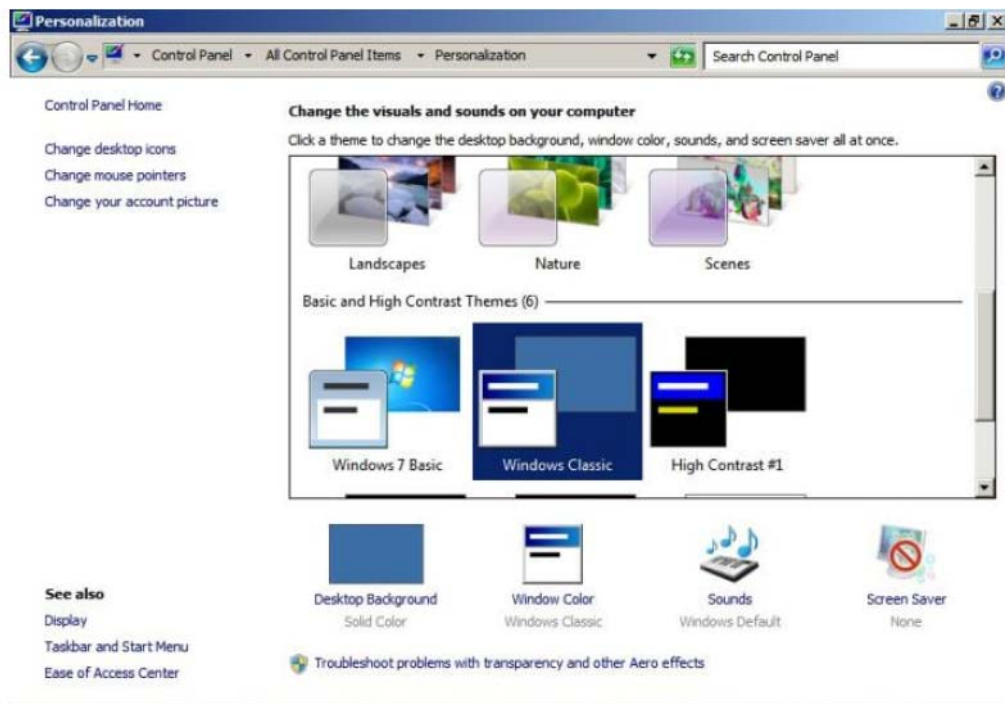 Personalization
Control Panel All Control Panel Items Personalization Search Control Panel
Control Panel Home
Change desktop icons
Change mouse pointers
Change your account picture
Change the visuals and sounds on your computer
Click a theme to change the desktop background, window color, sounds, and screen saver all at once.
Landscapes Nature Scenes
Basic and High Contrast Themes (6)
Windows 7 Basic Windows Classic High Contrast #1
Desktop Background Window Color Sounds Screen Saver
Solid Color Windows Classic Windows Default None
See also
Display
Taskbar and Start Menu
Ease of Access Center
Troubleshoot problems with transparency and other Aero effects